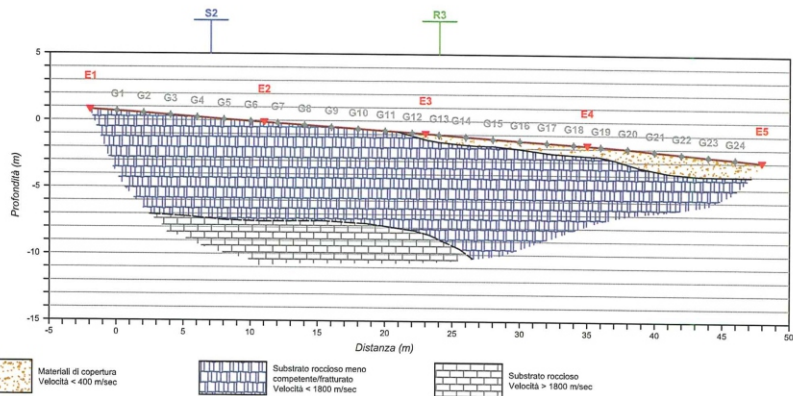 S2
R3
5
0
-5
-10
-15
Profondità (m)
E1
E2
E3
E4
E5
G1 G2 G3 G4 G5 G6 G7 G8 G9 G10 G11 G12 G13 G14 G15 G16 G17 G18 G19 G20 G21 G22 G23 G24
-5 0 5 10 15 20 25 30 35 40 45 50
Distanza (m)
Materiali di copertura
Velocità < 400 m/sec
Substrato roccioso meno
competente/fratturato
Velocità < 1800 m/sec
Substrato roccioso
Velocità > 1800 m/sec